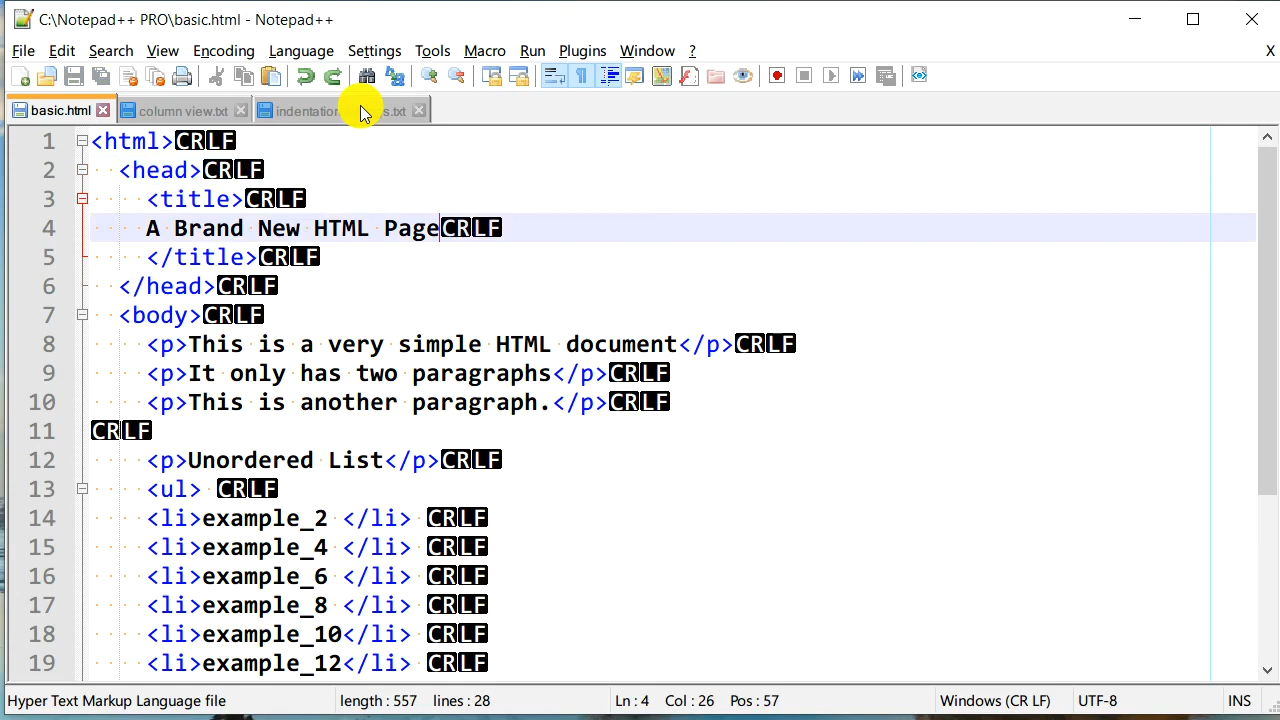 C:\Notepad++ PRO\basic.html - Notepad++
File Edit Search View Encoding Language Settings Tools Macro Run Plugins Window ? X
basic.html column view.txt indentation s.txt
1 <html>CRLF
2 <head>CRLF
3 <title>CRLF
4 A Brand New HTML PageCRLF
5 </title>CRLF
6 </head>CRLF
7 <body>CRLF
8 <p>This is a very simple HTML document</p>CRLF
9 <p>It only has two paragraphs</p>CRLF
10 <p>This is another paragraph.</p>CRLF
11 CRLF
12 <p>Unordered List</p>CRLF
13 <ul> CRLF
14 <li>example_2 </li> CRLF
15 <li>example_4 </li> CRLF
16 <li>example_6 </li> CRLF
17 <li>example_8 </li> CRLF
18 <li>example_10</li> CRLF
19 <li>example_12</li> CRLF
Hyper Text Markup Language file length : 557 lines : 28 Ln : 4 Col : 26 Pos : 57 Windows (CR LF) UTF-8 INS